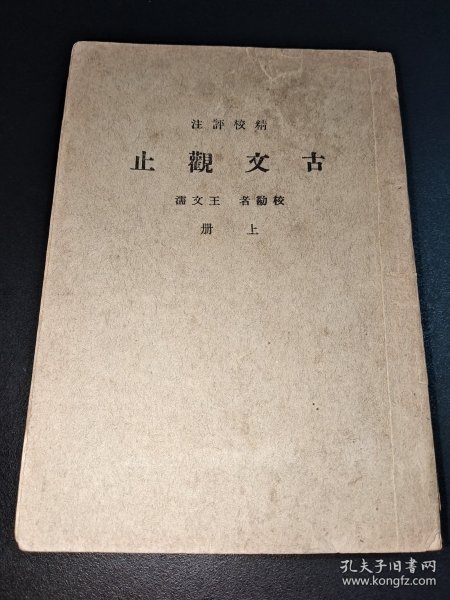 精校評注
古文觀止
校勘者 王文濡
上册
孔夫子旧书网
www.kongfz.com